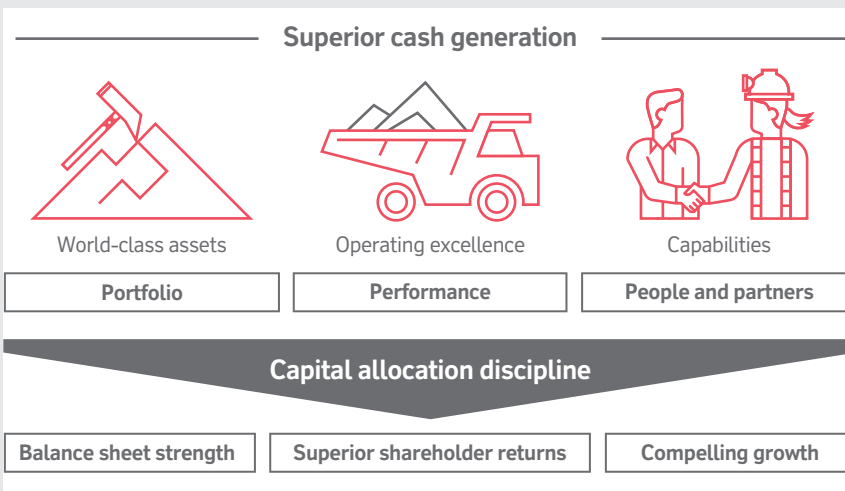 Superior cash generation
World-class assets
Operating excellence
Capabilities
Portfolio
Performance
People and partners
Capital allocation discipline
Balance sheet strength
Superior shareholder returns
Compelling growth